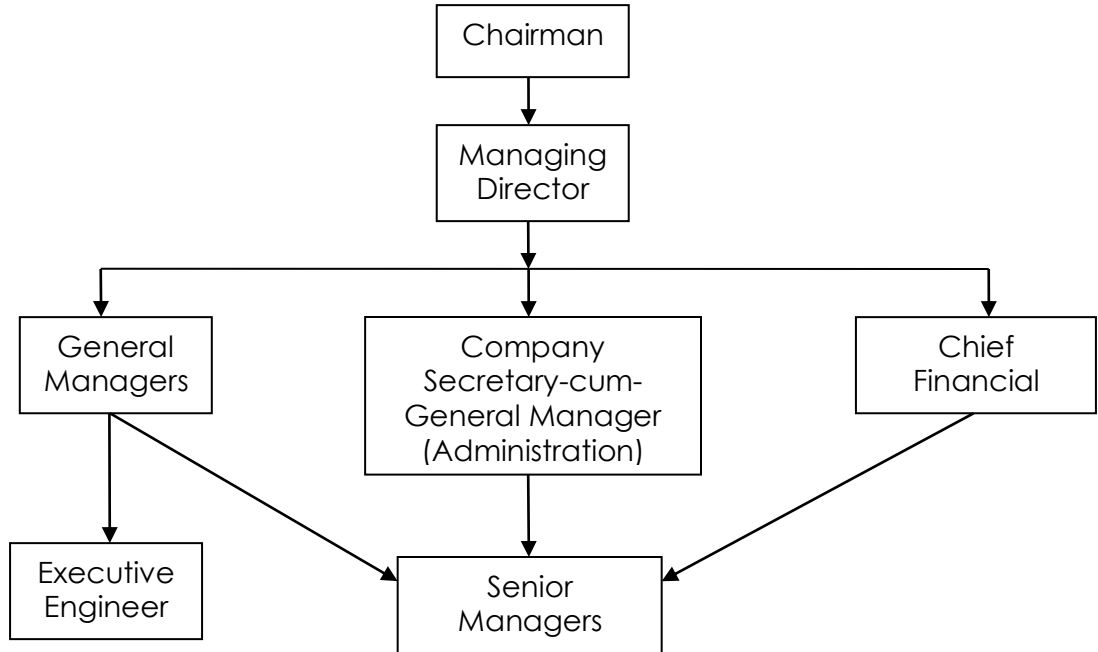 Chairman
Managing
Director
General
Managers
Company
Secretary-cum-
General Manager
(Administration)
Chief
Financial
Executive
Engineer
Senior
Managers